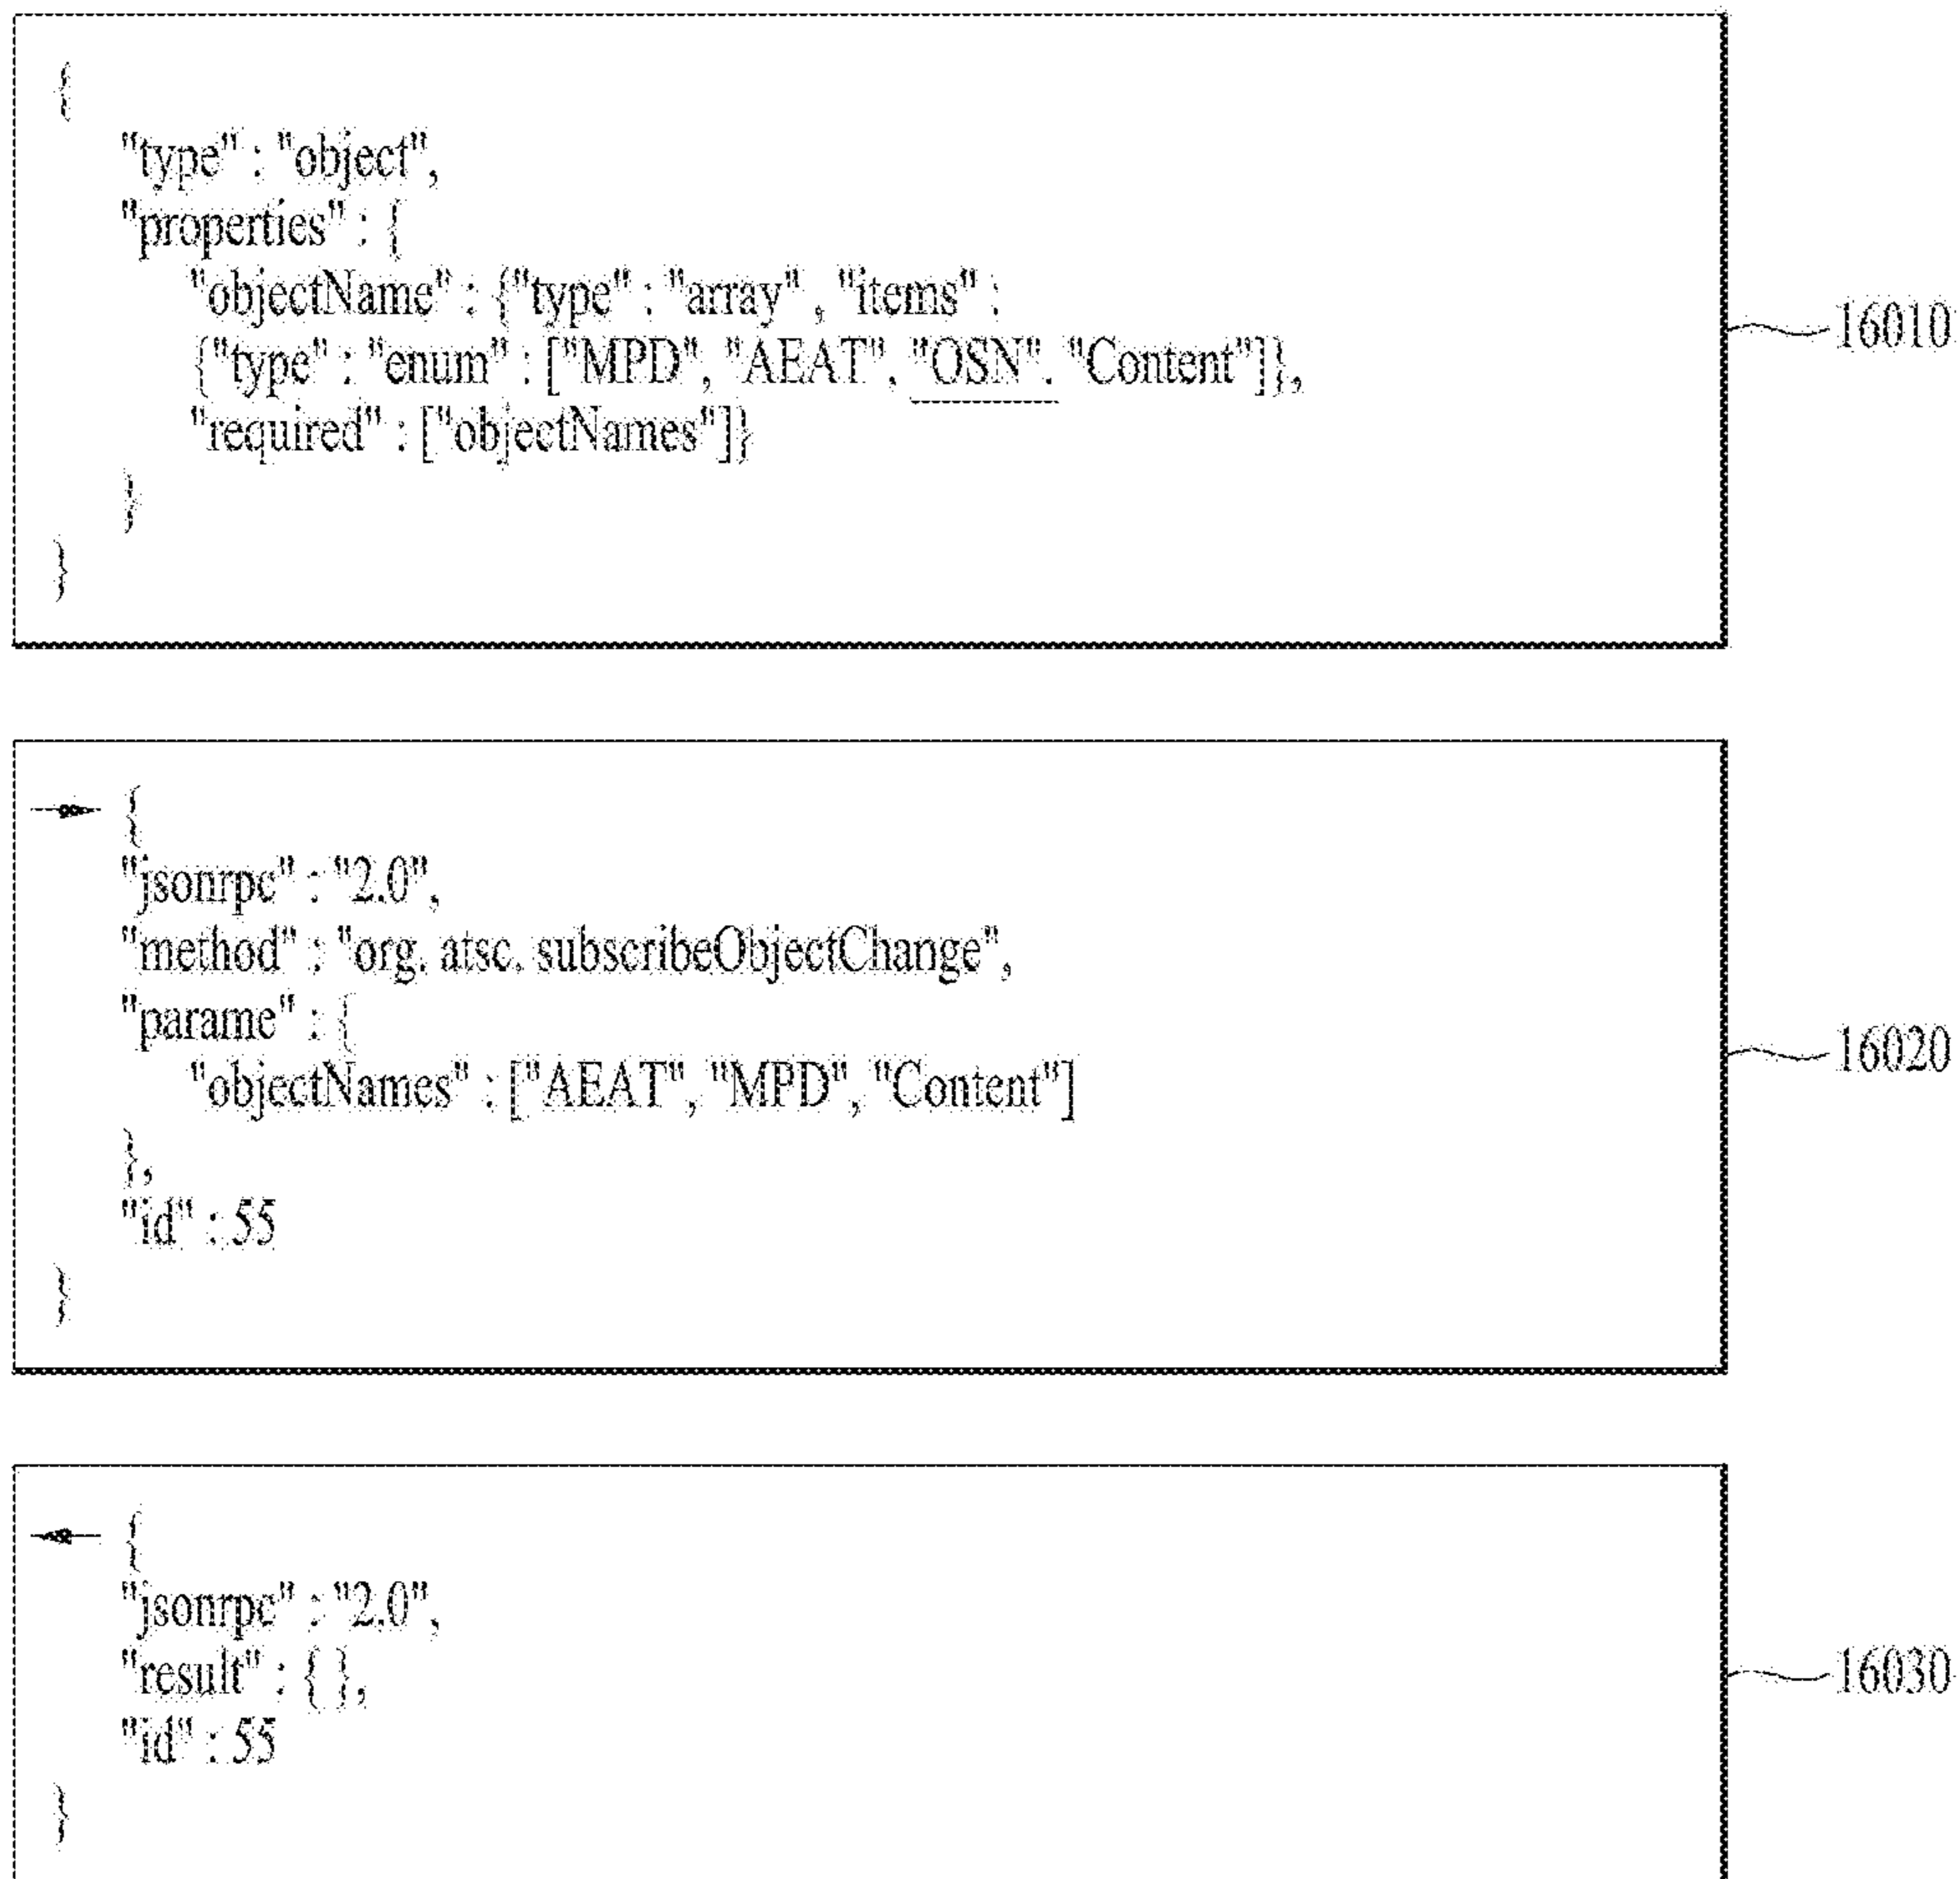 {
"type" : "object",
"properties" : {
"objectName" : {"type" : "array" , "items" :
{"type" : "enum" : ["MPD", "AEAT", "OSN", "Content"]},
"required" : ["objectNames"]}
}
}
16010
→ {
"jsonrpc" : "2.0",
"method" : "org. atsc. subscribeObjectChange",
"parame" : {
"objectNames" : ["AEAT", "MPD", "Content"]
},
"id" : 55
}
16020
← {
"jsonrpc" : "2.0",
"result" : { },
"id" : 55
}
16030